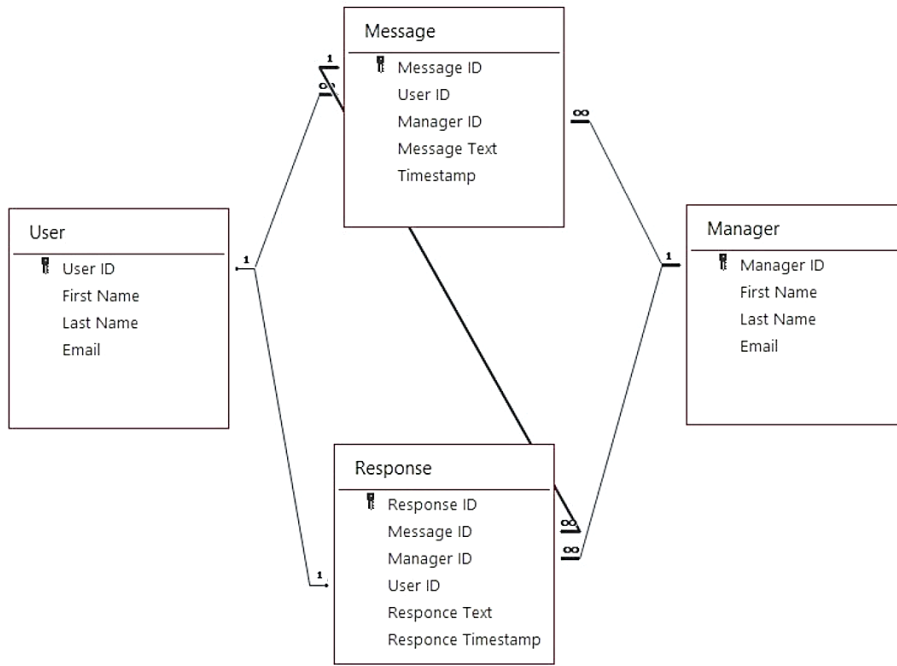 Message
Message ID
User ID
Manager ID
Message Text
Timestamp
1
∞
∞
User
User ID
First Name
Last Name
Email
1
Manager
Manager ID
First Name
Last Name
Email
1
Response
Response ID
Message ID
Manager ID
User ID
Responce Text
Responce Timestamp
∞
∞
1